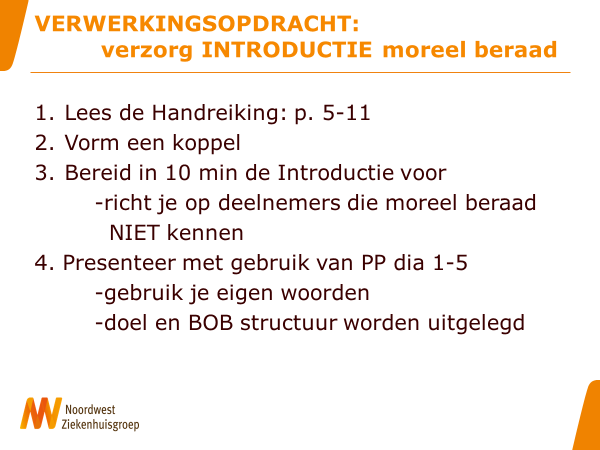 VERWERKINGSOPDRACHT:
verzorg INTRODUCTIE moreel beraad
1. Lees de Handreiking: p. 5-11
2. Vorm een koppel
3. Bereid in 10 min de Introductie voor
-richt je op deelnemers die moreel beraad
NIET kennen
4. Presenteer met gebruik van PP dia 1-5
-gebruik je eigen woorden
-doel en BOB structuur worden uitgelegd
Noordwest
Ziekenhuisgroep